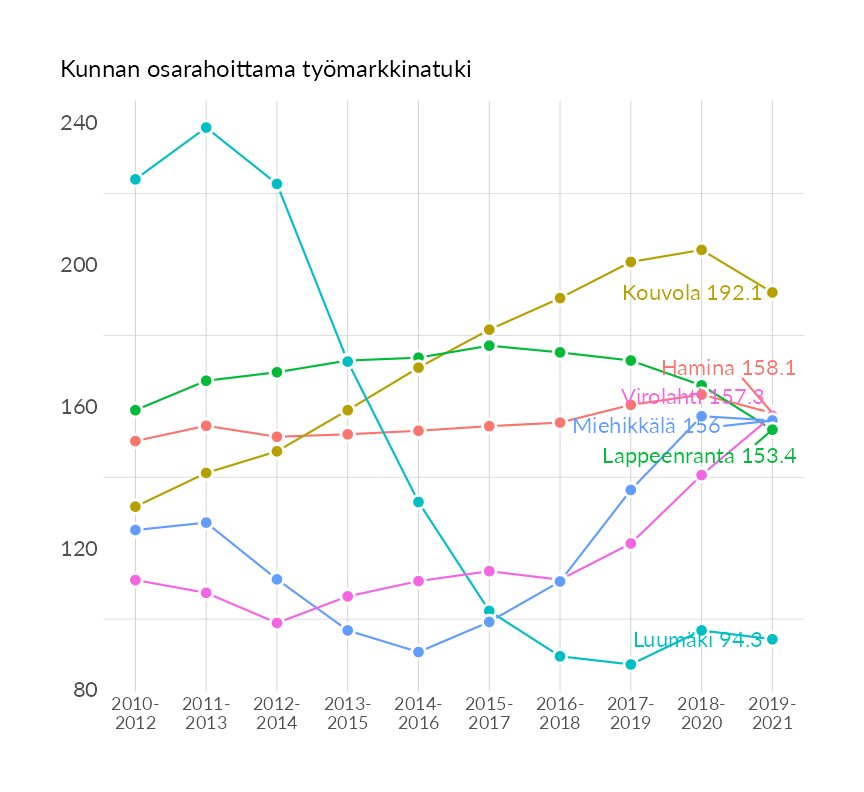 Kunnan osarahoittama työmarkkinatuki
240
200
160
120
80
Kouvola 192.1
Hamina 158.1
Virolahti 157.3
Miehikkälä 156
Lappeenranta 153.4
Luumäki 94.3
2010- 2011- 2012- 2013- 2014- 2015- 2016- 2017- 2018- 2019-
2012 2013 2014 2015 2016 2017 2018 2019 2020 2021